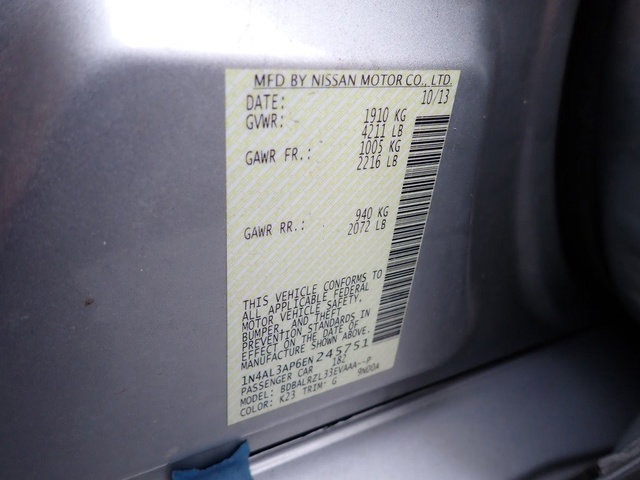 MFD BY NISSAN MOTOR CO., LTD.
DATE: 10/13
GVWR: 1910 KG
4211 LB
GAWR FR.: 1005 KG
2216 LB
GAWR RR.: 940 KG
2072 LB
THIS VEHICLE CONFORMS TO
ALL APPLICABLE FEDERAL
MOTOR VEHICLE SAFETY,
BUMPER, AND THEFT
PREVENTION STANDARDS IN
EFFECT ON THE DATE OF
MANUFACTURE SHOWN ABOVE.
1N4AL3AP6EN245751
PASSENGER CAR 182
MODEL: BDBALRZL33EVAAA--P
COLOR: K23 TRIM: G 9N00A